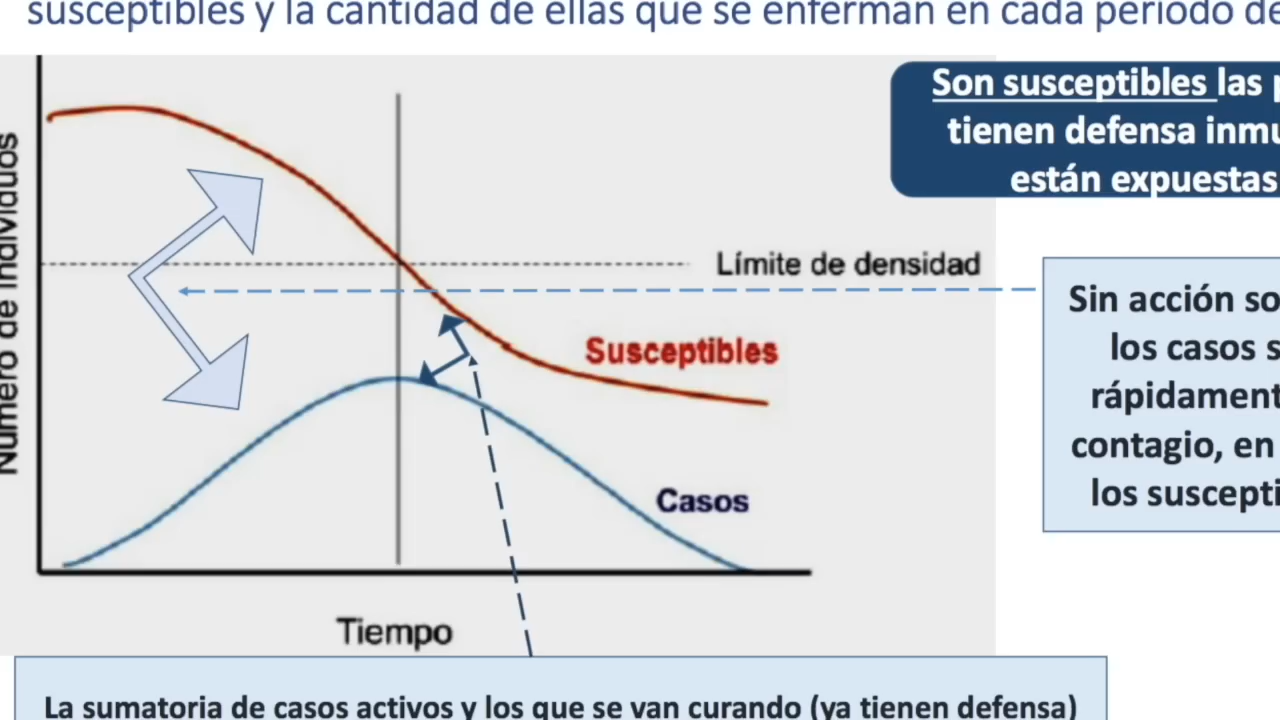 susceptibles y la cantidad de ellas que se enferman en cada periodo de
Son susceptibles las
tienen defensa inmu
están expuestas
Número de individuos
Límite de densidad
Sin acción so
los casos s
rápidament
contagio, en
los suscepti
Susceptibles
Casos
Tiempo
La sumatoria de casos activos y los que se van curando (ya tienen defensa)